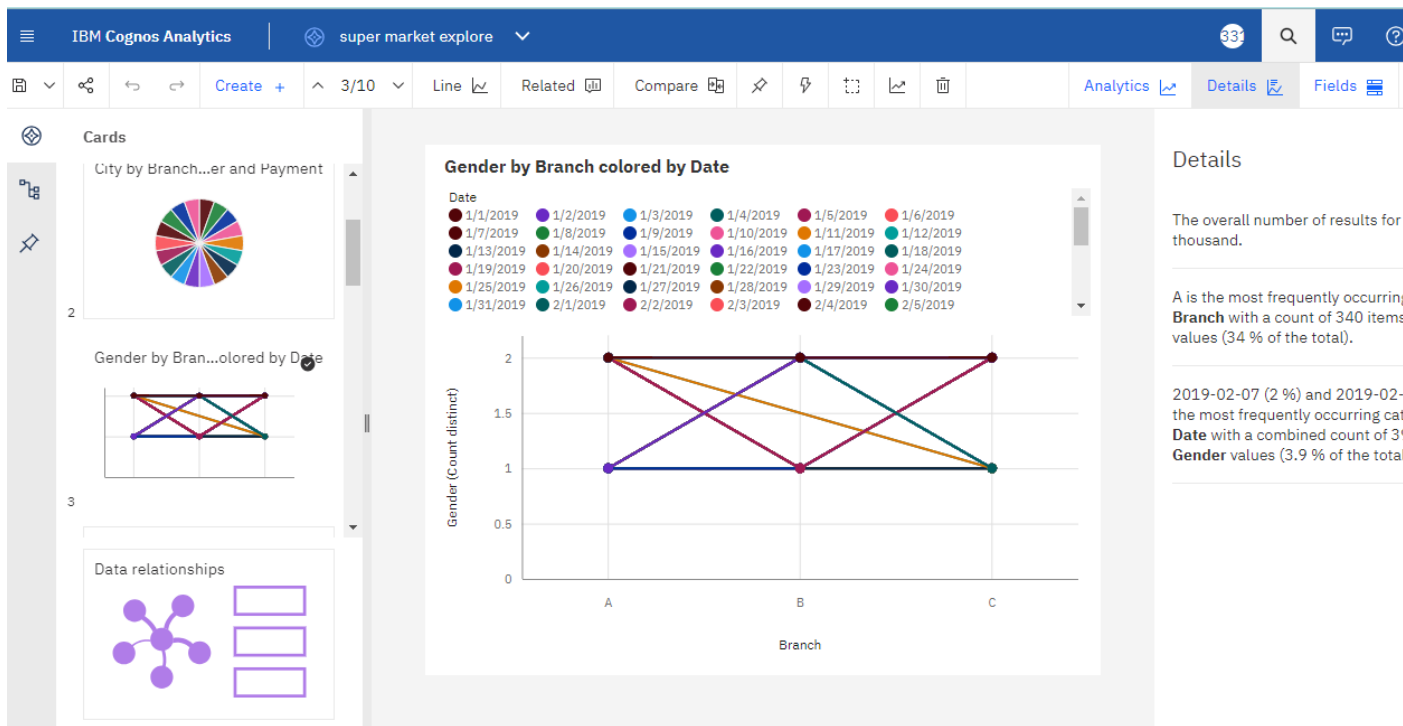 IBM Cognos Analytics
super market explore
331
Create +
3/10
Line
Related
Compare
Analytics
Details
Fields
Cards
City by Branch...er and Payment
2
Gender by Bran...olored by Date
3
Data relationships
Gender by Branch colored by Date
Date
1/1/2019 1/2/2019 1/3/2019 1/4/2019 1/5/2019 1/6/2019
1/7/2019 1/8/2019 1/9/2019 1/10/2019 1/11/2019 1/12/2019
1/13/2019 1/14/2019 1/15/2019 1/16/2019 1/17/2019 1/18/2019
1/19/2019 1/20/2019 1/21/2019 1/22/2019 1/23/2019 1/24/2019
1/25/2019 1/26/2019 1/27/2019 1/28/2019 1/29/2019 1/30/2019
1/31/2019 2/1/2019 2/2/2019 2/3/2019 2/4/2019 2/5/2019
Gender (Count distinct)
2
1.5
1
0.5
0
A B C
Branch
Details
The overall number of results for
thousand.
A is the most frequently occurring
Branch with a count of 340 items
values (34 % of the total).
2019-02-07 (2 %) and 2019-02-
the most frequently occurring cat
Date with a combined count of 39
Gender values (3.9 % of the total